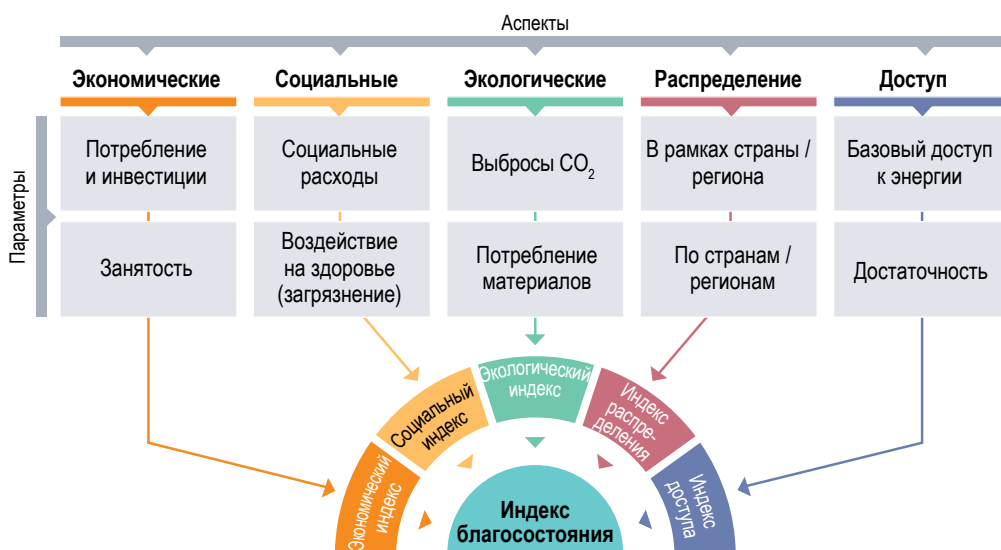 Аспекты
Экономические
Социальные
Экологические
Распределение
Доступ
Параметры
Потребление
и инвестиции
Социальные
расходы
Выбросы CO₂
В рамках страны /
региона
Базовый доступ
к энергии
Занятость
Воздействие
на здоровье
(загрязнение)
Потребление
материалов
По странам /
регионам
Достаточность
Экономический
индекс
Социальный
индекс
Экологический
индекс
Индекс
распре-
деления
Индекс
доступа
Индекс
благосостояния